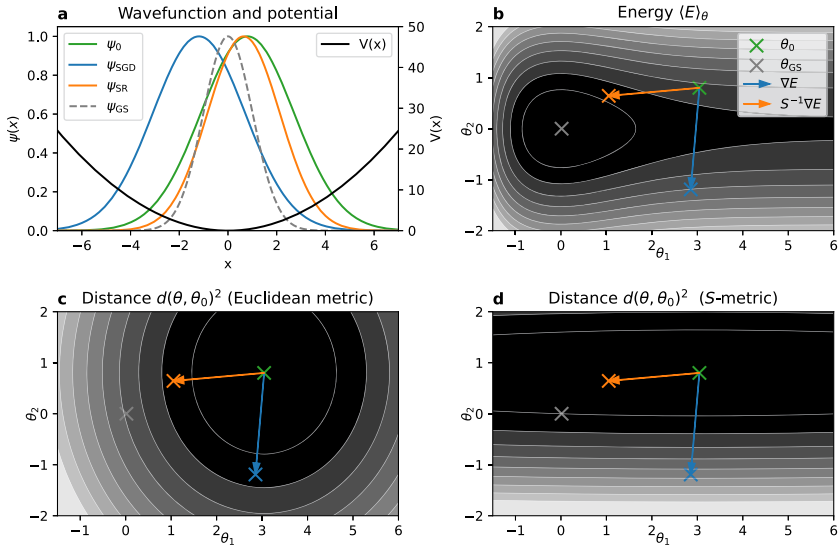 a Wavefunction and potential
1.0
0.8
0.6
0.4
0.2
0.0
ψ(x)
ψ₀
ψSGD
ψSR
ψGS
V(x)
50
40
30
20
10
0
V(x)
−6 −4 −2 0 2 4 6
x
b Energy ⟨E⟩θ
2
1
0
−1
−2
θ₂
θ₀
θGS
∇E
S⁻¹∇E
−1 0 1 2 3 4 5 6
θ₁
c Distance d(θ, θ₀)² (Euclidean metric)
2
1
0
−1
−2
θ₂
−1 0 1 2 3 4 5 6
θ₁
d Distance d(θ, θ₀)² (S-metric)
2
1
0
−1
−2
θ₂
−1 0 1 2 3 4 5 6
θ₁